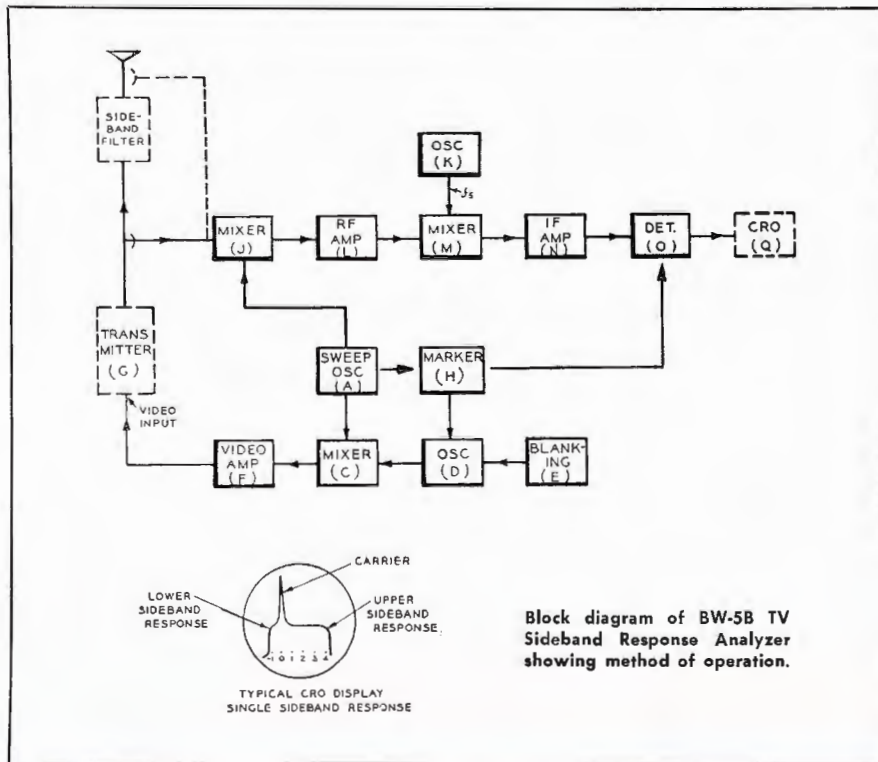 SIDE-
BAND
FILTER
OSC
(K)
fs
MIXER
(J)
RF
AMP
(L)
MIXER
(M)
IF
AMP
(N)
DET.
(O)
CRO
(Q)
TRANS
MITTER
(G)
SWEEP
OSC
(A)
MARKER
(H)
VIDEO
INPUT
VIDEO
AMP
(F)
MIXER
(C)
OSC
(D)
BLANK-
ING
(E)
CARRIER
LOWER
SIDEBAND
RESPONSE
UPPER
SIDEBAND
RESPONSE
-1 0 1 2 3 4
TYPICAL CRO DISPLAY
SINGLE SIDEBAND RESPONSE
Block diagram of BW-5B TV
Sideband Response Analyzer
showing method of operation.